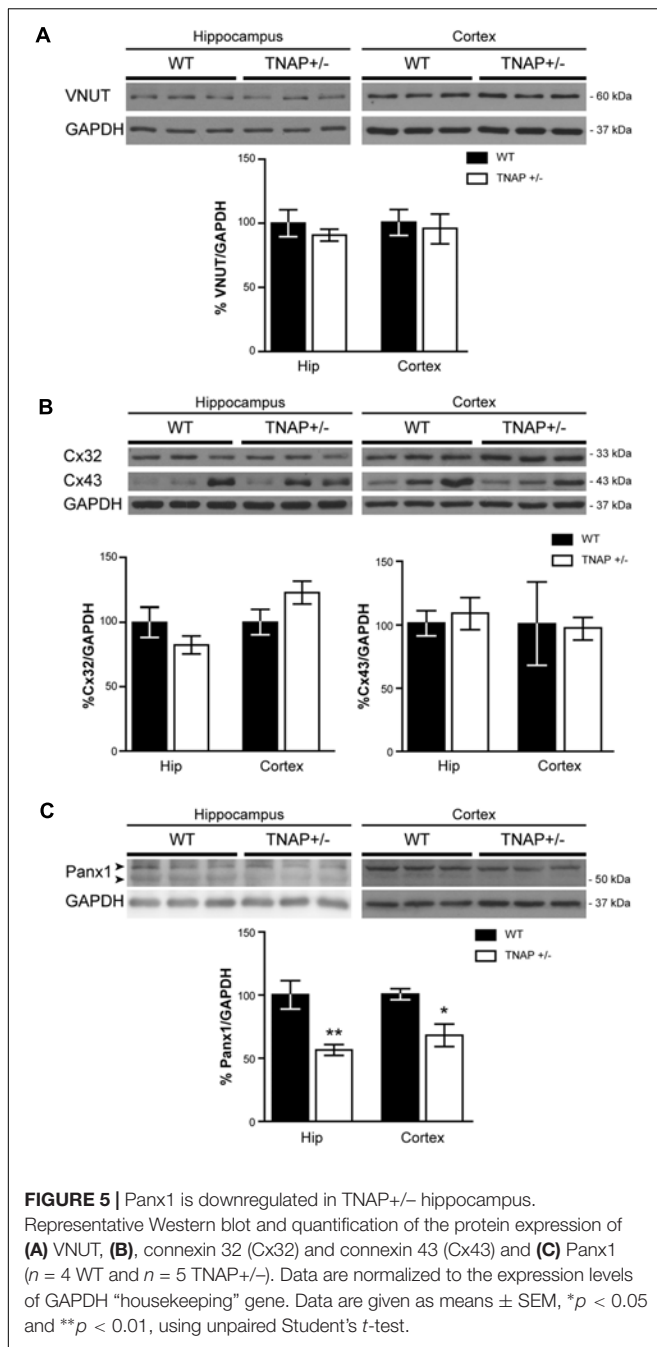 A
Hippocampus Cortex
WT TNAP+/- WT TNAP+/-
VNUT - 60 kDa
GAPDH - 37 kDa
150
100
50
0
% VNUT/GAPDH
WT
TNAP +/-
Hip Cortex
B
Hippocampus Cortex
WT TNAP+/- WT TNAP+/-
Cx32 - 33 kDa
Cx43 - 43 kDa
GAPDH - 37 kDa
150
100
50
0
%Cx32/GAPDH
Hip Cortex
150
100
50
0
%Cx43/GAPDH
WT
TNAP +/-
Hip Cortex
C
Hippocampus Cortex
WT TNAP+/- WT TNAP+/-
Panx1 - 50 kDa
GAPDH - 37 kDa
150
100
50
0
% Panx1/GAPDH
WT
TNAP +/-
** *
Hip Cortex
FIGURE 5 | Panx1 is downregulated in TNAP+/– hippocampus.
Representative Western blot and quantification of the protein expression of
(A) VNUT, (B), connexin 32 (Cx32) and connexin 43 (Cx43) and (C) Panx1
(n = 4 WT and n = 5 TNAP+/–). Data are normalized to the expression levels
of GAPDH “housekeeping” gene. Data are given as means ± SEM, *p < 0.05
and **p < 0.01, using unpaired Student’s t-test.